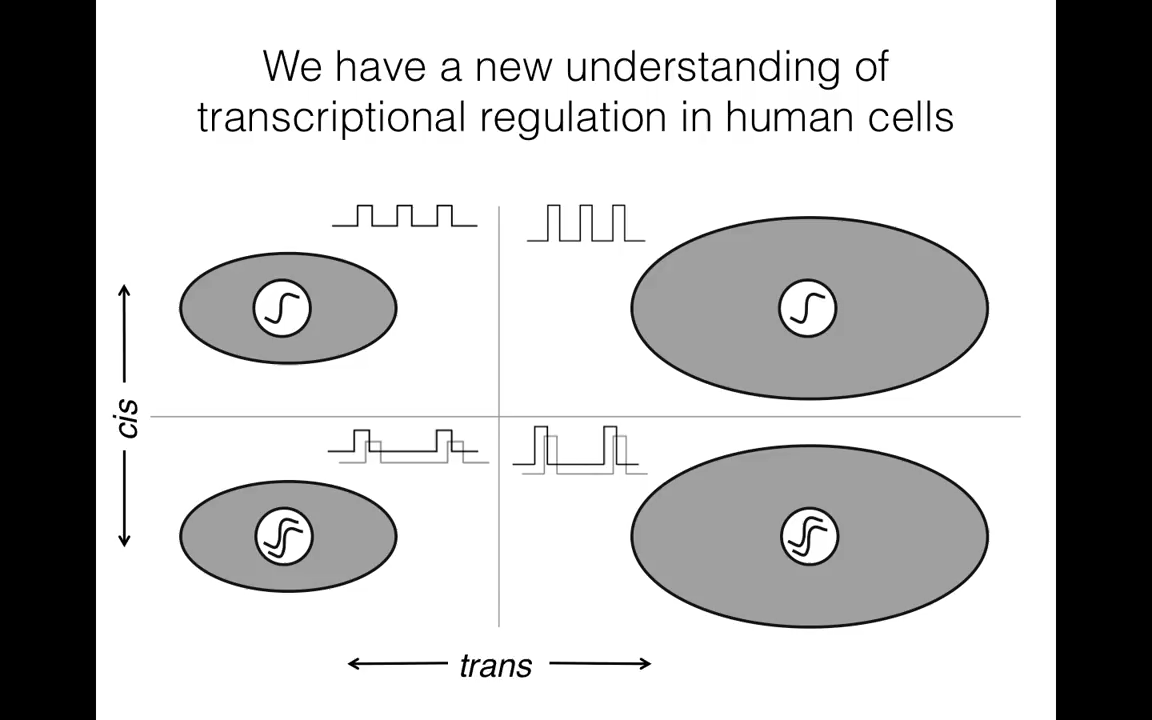 We have a new understanding of
transcriptional regulation in human cells
cis
trans